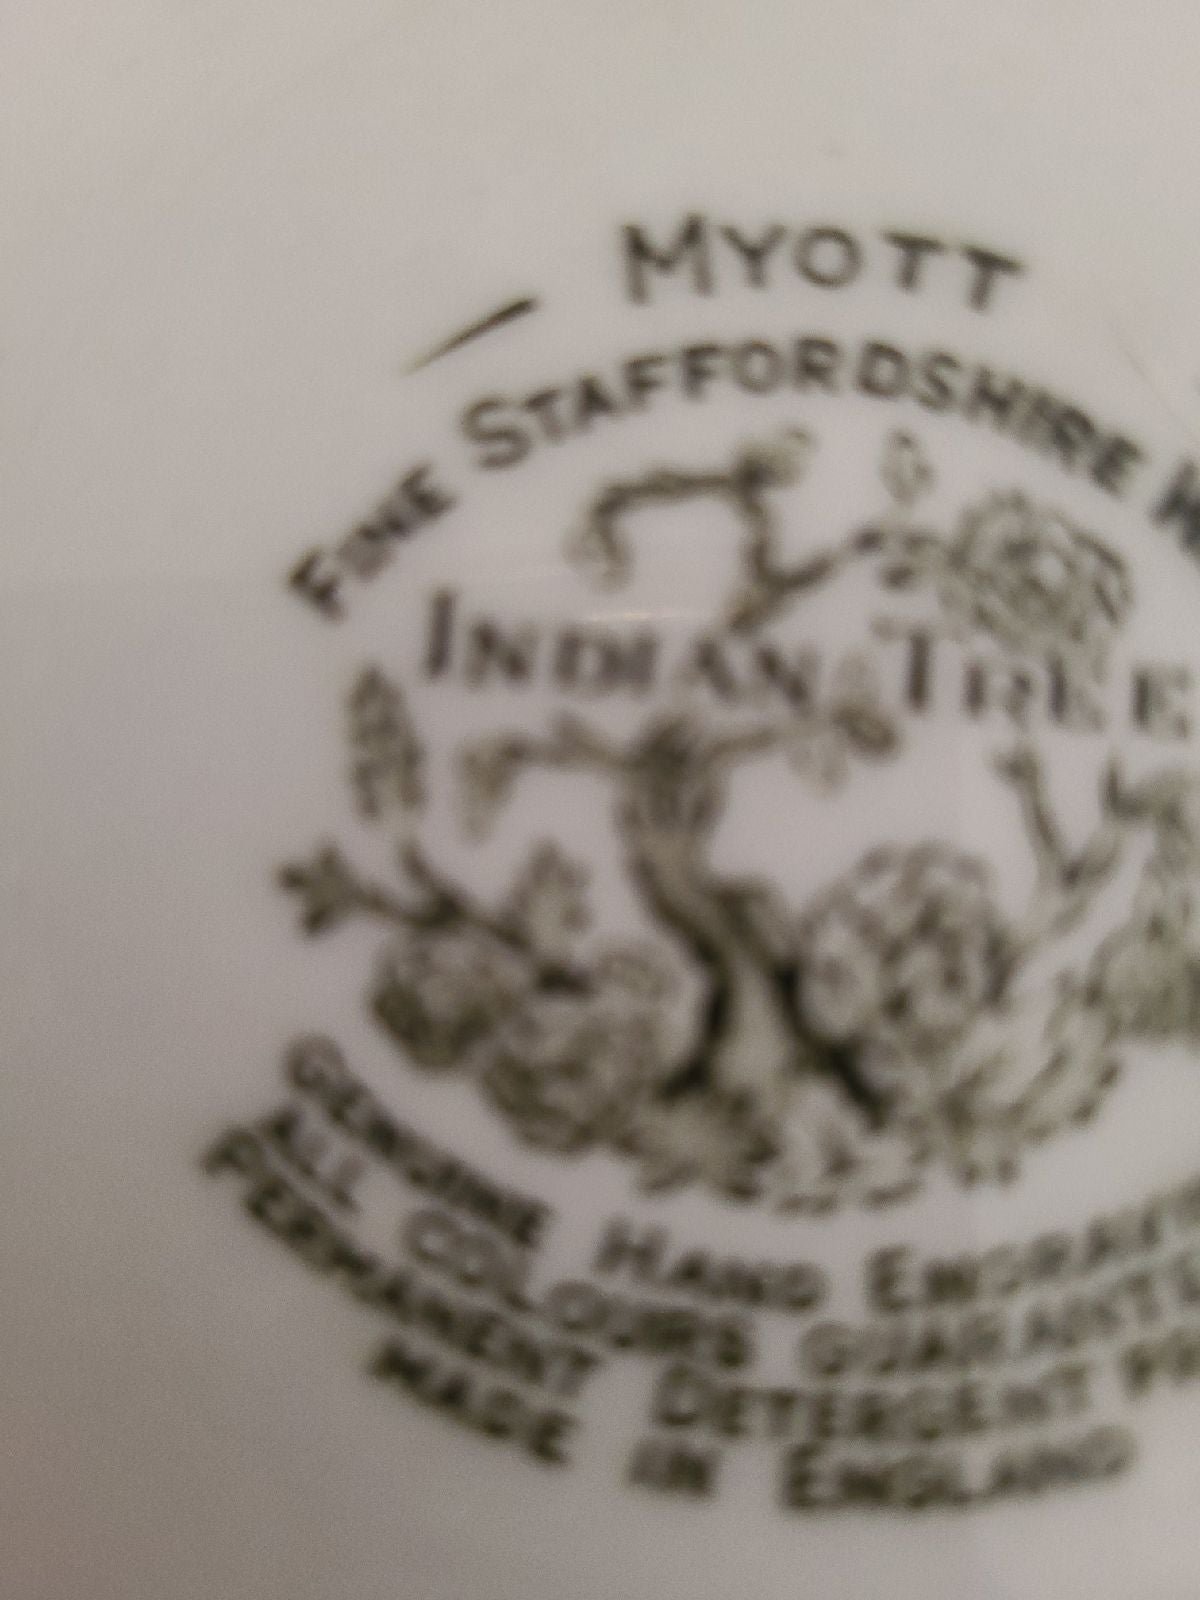 MYOTT
FINE STAFFORDSHIRE
INDIAN TREE
GENUINE HAND
ALL COLOURS
PERMANENT DETERGENT
MADE IN ENGLAND